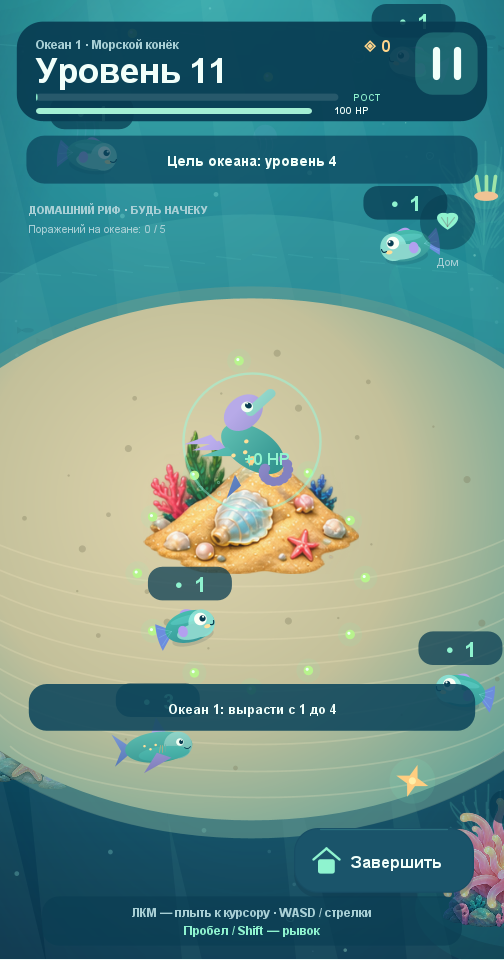 1
Океан 1 · Морской конёк
0
Уровень 11
РОСТ
100 HP
Цель океана: уровень 4
ДОМАШНИЙ РИФ · БУДЬ НАЧЕКУ
1
Поражений на океане: 0 / 5
Дом
+0 HP
1
1
3
Океан 1: вырасти с 1 до 4
Завершить
ЛКМ — плыть к курсору · WASD / стрелки
Пробел / Shift — рывок